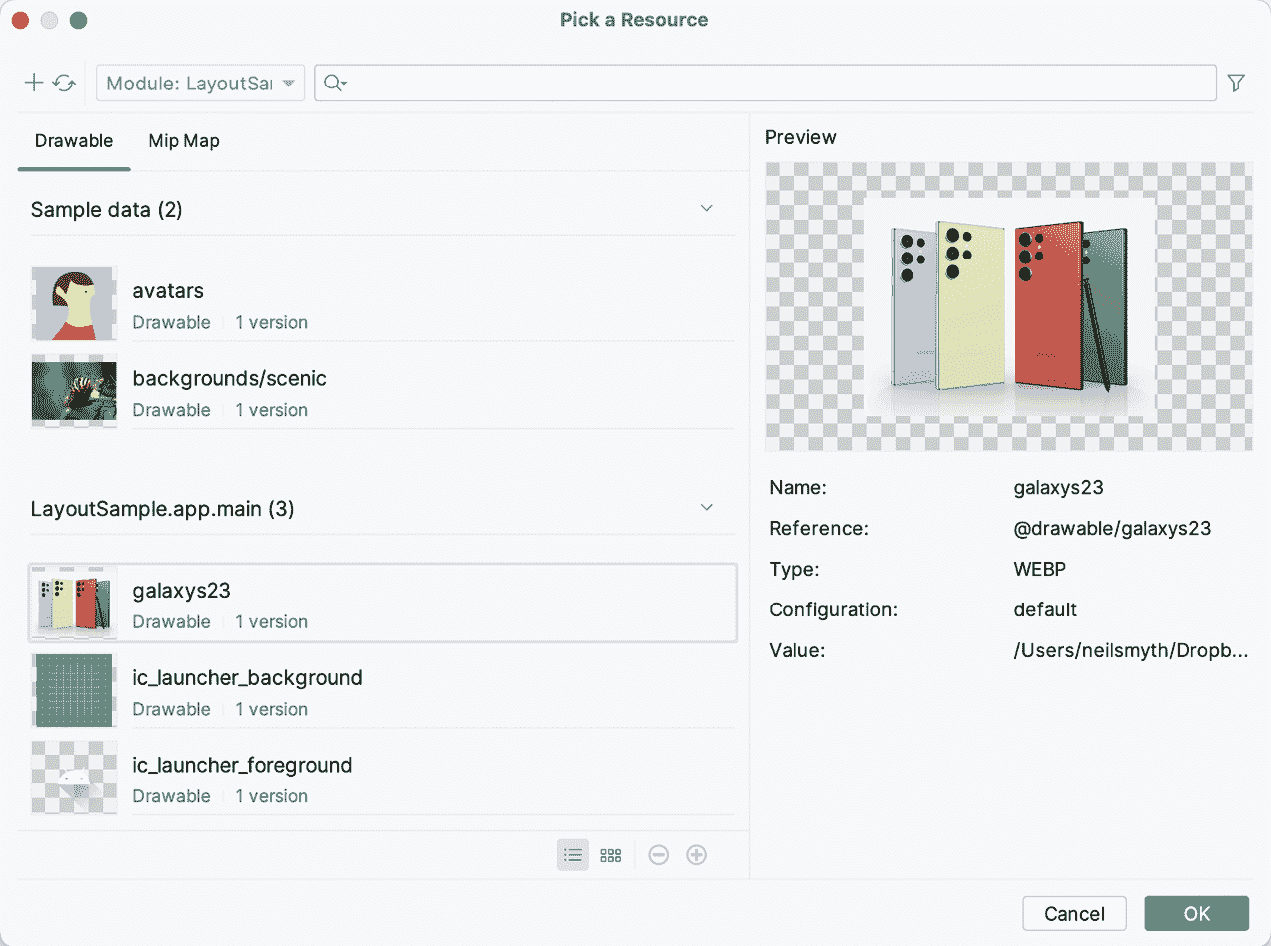 Pick a Resource
Module: LayoutSa
Drawable
Mip Map
Sample data (2)
avatars
Drawable 1 version
backgrounds/scenic
Drawable 1 version
LayoutSample.app.main (3)
galaxys23
Drawable 1 version
ic_launcher_background
Drawable 1 version
ic_launcher_foreground
Drawable 1 version
Preview
Name: galaxys23
Reference: @drawable/galaxys23
Type: WEBP
Configuration: default
Value: /Users/neilsmyth/Dropb...
Cancel
OK